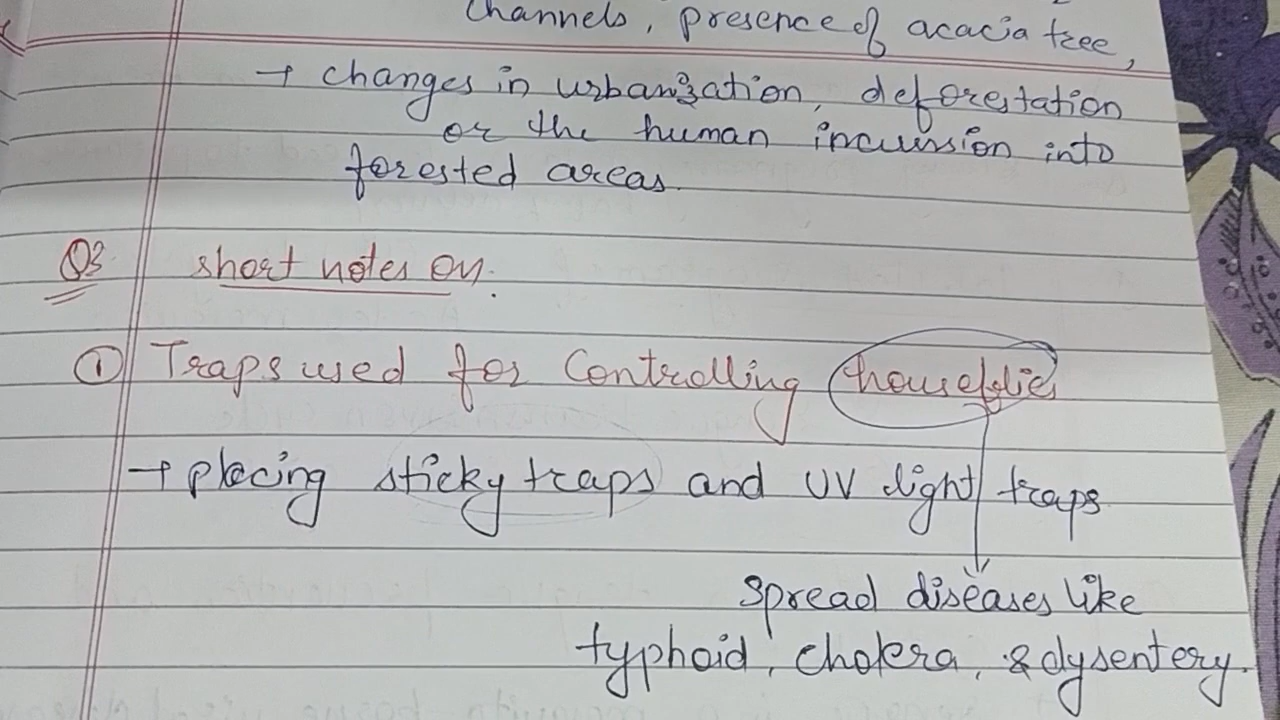 channels, presence of acacia tree,
→ changes in urbanization, deforestation
or the human incursion into
forested areas.
Q3 short notes on.
① Traps used for Controlling houseflies
→ placing sticky traps and UV light traps
spread diseases like
typhoid, cholera, & dysentery.